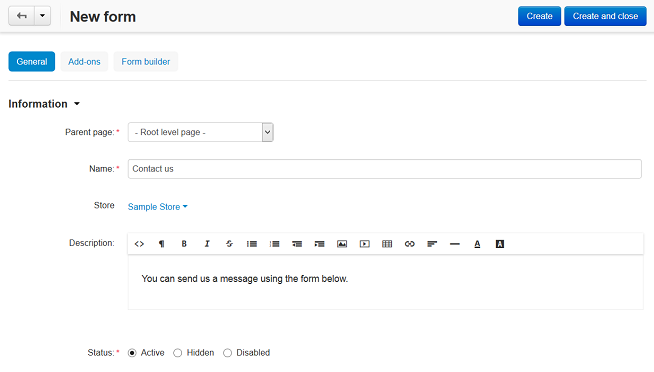 New form
Create
Create and close
General
Add-ons
Form builder
Information
Parent page: *
- Root level page -
Name: *
Contact us
Store
Sample Store
Description:
<> ¶ B I S A A
You can send us a message using the form below.
Status: *
Active
Hidden
Disabled